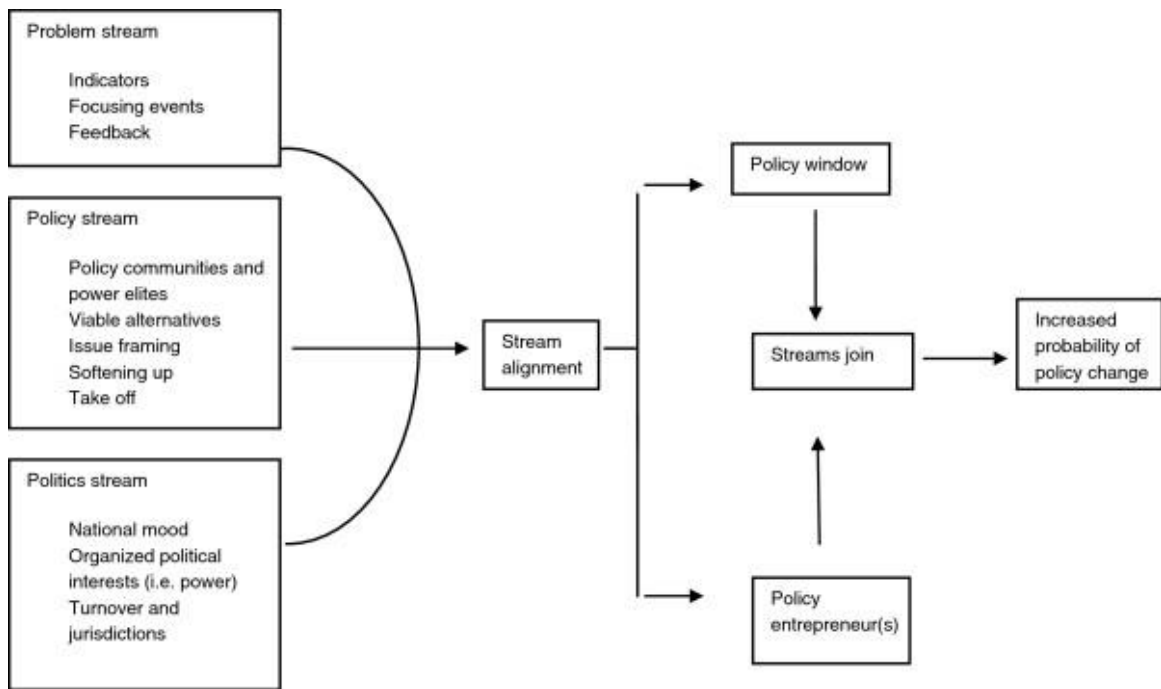 Problem stream
Indicators
Focusing events
Feedback
Policy stream
Policy communities and
power elites
Viable alternatives
Issue framing
Softening up
Take off
Politics stream
National mood
Organized political
interests (i.e. power)
Turnover and
jurisdictions
Stream
alignment
Policy window
Streams join
Policy
entrepreneur(s)
Increased
probability of
policy change